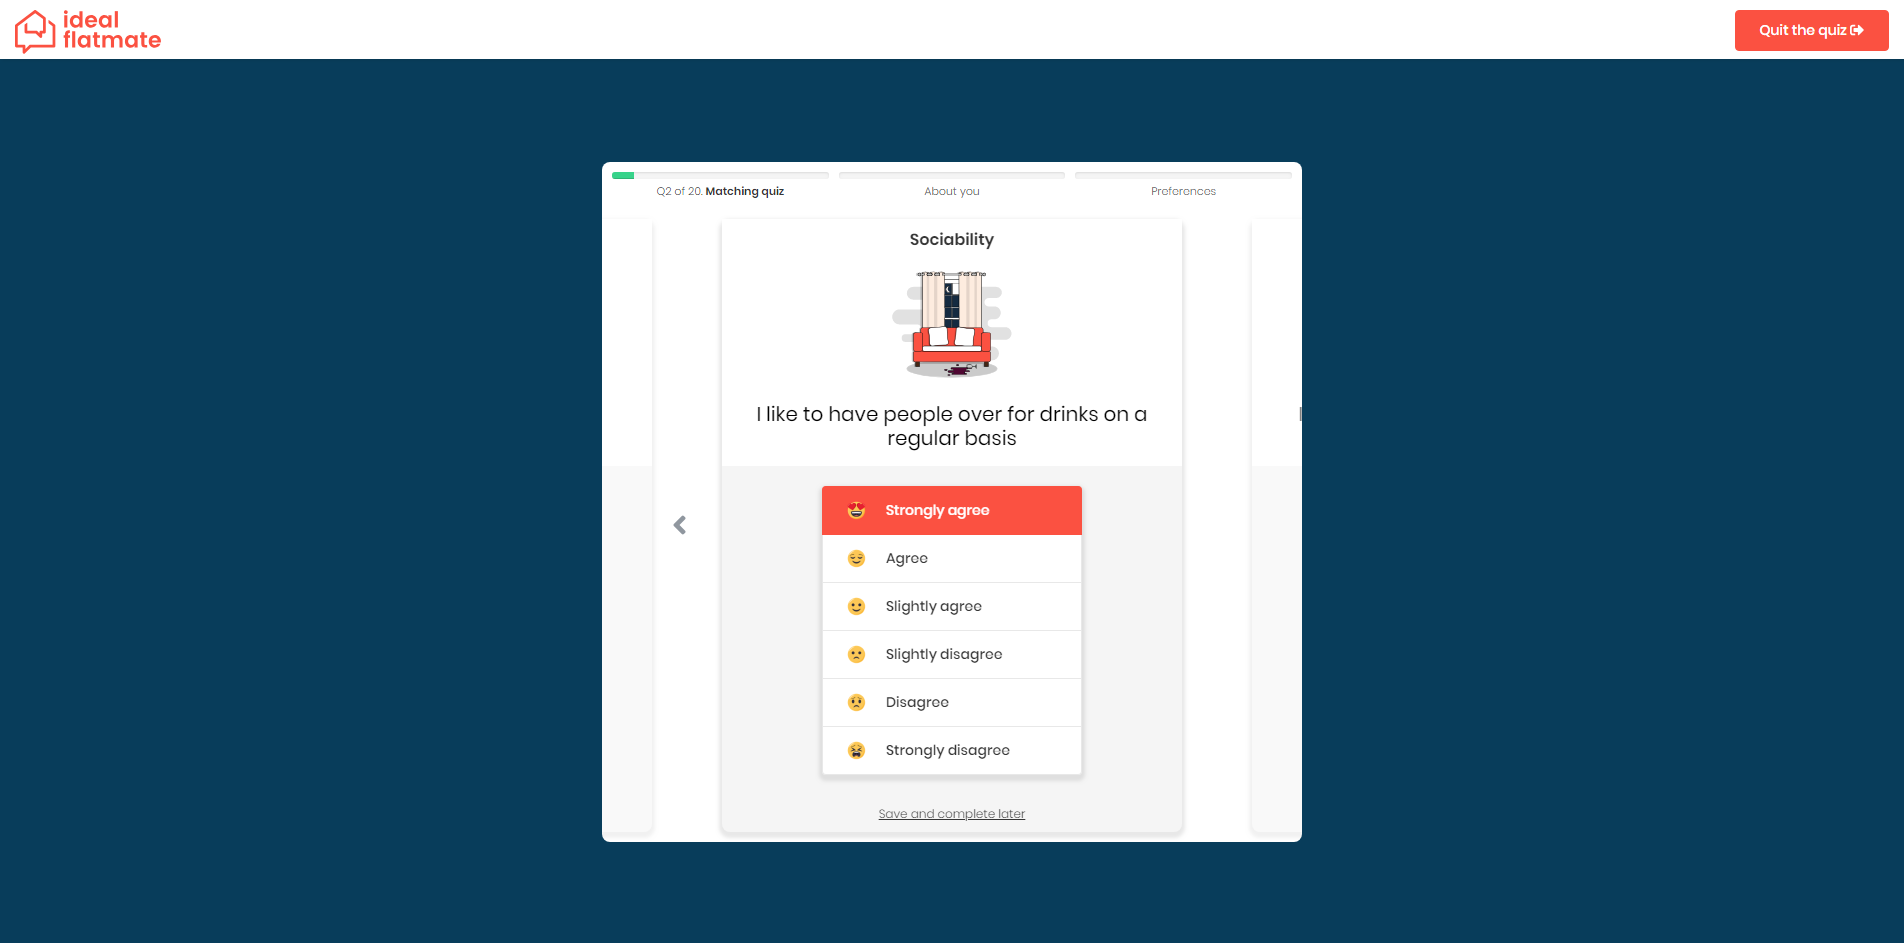 ideal
flatmate
Quit the quiz
Q2 of 20. Matching quiz
About you
Preferences
Sociability
I like to have people over for drinks on a
regular basis
Strongly agree
Agree
Slightly agree
Slightly disagree
Disagree
Strongly disagree
Save and complete later